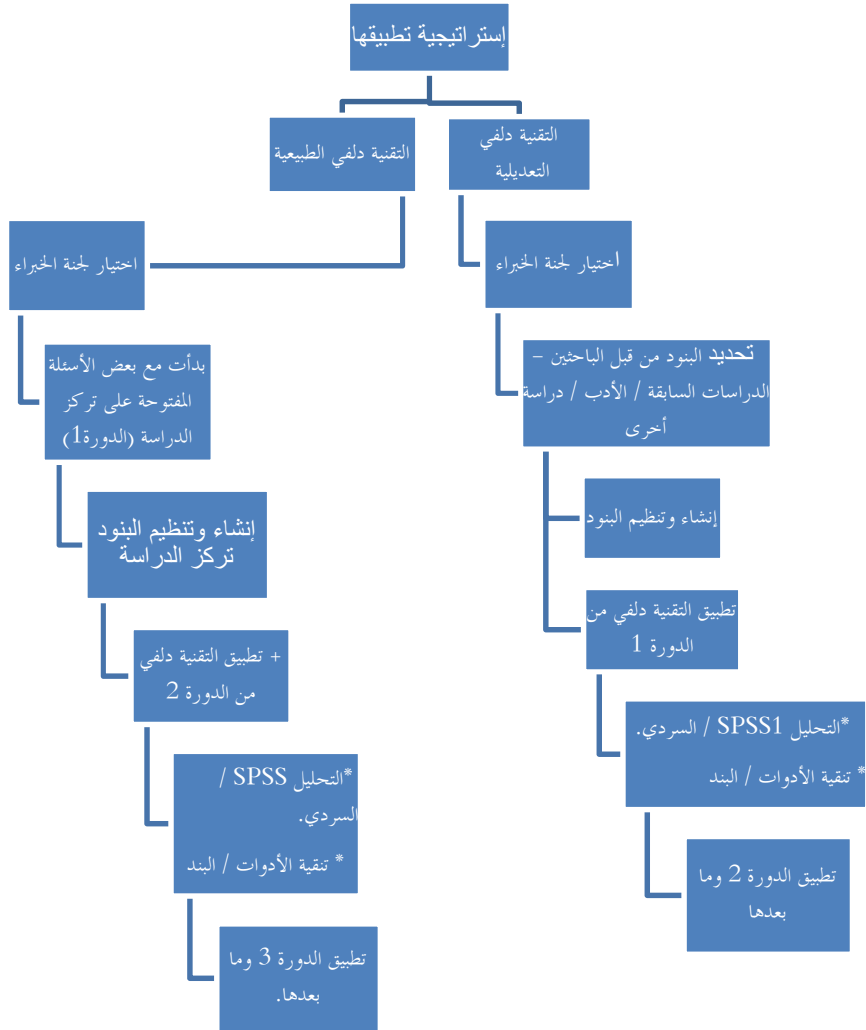 إستراتيجية تطبيقها
التقنية دلفي
التعديلية
التقنية دلفي الطبيعية
اختيار لجنة الخبراء
تحديد البنود من قبل الباحثين –
الدراسات السابقة / الأدب / دراسة
أخرى
إنشاء وتنظيم البنود
تطبيق التقنية دلفي من
الدورة 1
*التحليل SPSS1 / السردي.
* تنقية الأدوات / البند
تطبيق الدورة 2 وما
بعدها
اختيار لجنة الخبراء
بدأت مع بعض الأسئلة
المفتوحة على تركز
الدراسة (الدورة1)
إنشاء وتنظيم البنود
تركز الدراسة
+ تطبيق التقنية دلفي
من الدورة 2
*التحليل SPSS /
السردي.
* تنقية الأدوات / البند
تطبيق الدورة 3 وما
بعدها.